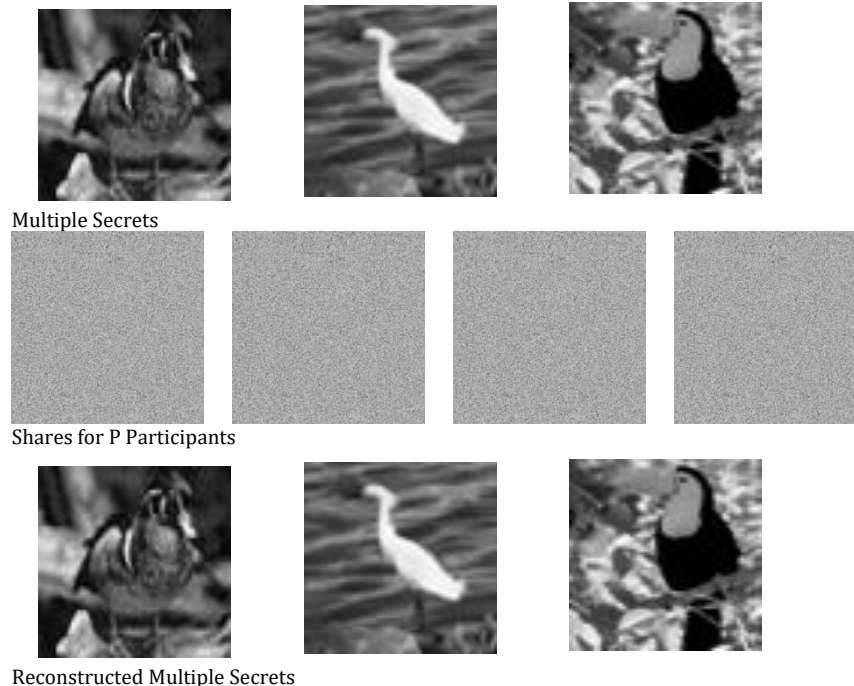 Multiple Secrets
Shares for P Participants
Reconstructed Multiple Secrets